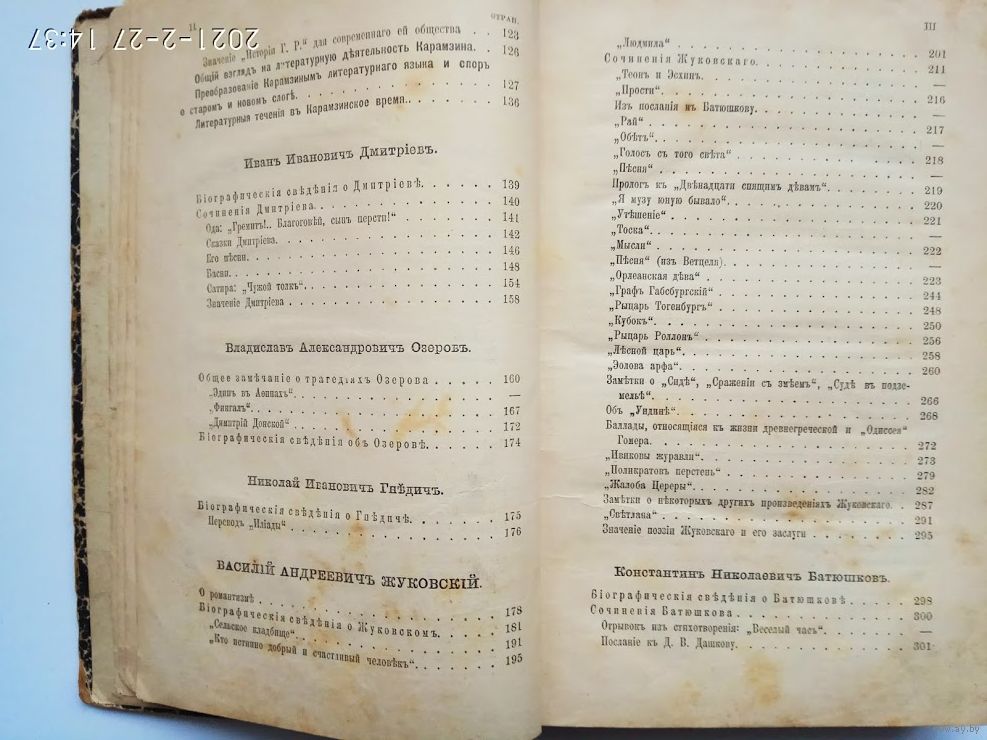 2021-2-27 14:37
II
СТРАН.
Значеніе „Исторіи Г. Р.“ для современнаго ей общества . . 123
Общій взглядъ на литературную дѣятельность Карамзина. . 126
Преобразованіе Карамзинымъ литературнаго языка и споръ
о старомъ и новомъ слогѣ. . . . . . . . 127
Литературныя теченія въ Карамзинское время. . . . . . 136
Иванъ Ивановичъ Дмитріевъ.
Біографическія свѣдѣнія о Дмитріевѣ. . . . . . . 139
Сочиненія Дмитріева. . . . . . . . 140
Ода: „Гремитъ!.. Благоговѣй, сынъ персти!“ . . . . . 141
Сказки Дмитріева. . . . . . . . 142
Его пѣсни. . . . . . . . 146
Басни. . . . . . . . 148
Сатира: „Чужой толкъ“. . . . . . . . 154
Значеніе Дмитріева . . . . . . . . 158
Владиславъ Александровичъ Озеровъ.
Общее замѣчаніе о трагедіяхъ Озерова . . . . . 160
„Эдипъ въ Аѳинахъ“ . . . . . . . . —
„Фингалъ“. . . . . . . . 167
„Димитрій Донской“ . . . . . . . . 172
Біографическія свѣдѣнія объ Озеровѣ. . . . . . 174
Николай Ивановичъ Гнѣдичъ.
Біографическія свѣдѣнія о Гнѣдичѣ. . . . . . . 175
Переводъ „Иліады“ . . . . . . . . 176
ВАСИЛІЙ АНДРЕЕВИЧЪ ЖУКОВСКІЙ.
О романтизмѣ . . . . . . . . 178
Біографическія свѣдѣнія о Жуковскомъ. . . . . . 181
„Сельское кладбище“. . . . . . . . 191
„Кто истинно добрый и счастливый человѣкъ“. . . . . . 195
III
„Людмила“ . . . . . . . . 201
Сочиненія Жуковскаго. . . . . . . . 211
„Теонъ и Эсхинъ. . . . . . . . —
„Прости“. . . . . . . . 216
Изъ посланія къ Батюшкову. . . . . . . . —
„Рай“ . . . . . . . . 217
„Обѣтъ“. . . . . . . . —
„Голосъ съ того свѣта“ . . . . . . . . 218
„Пѣсня“ . . . . . . . . —
Прологъ къ „Двѣнадцати спящимъ дѣвамъ“. . . . . . 219
„Я музу юную бывало“. . . . . . . . 220
„Утѣшеніе“ . . . . . . . . 221
„Тоска“. . . . . . . . —
„Мысли“ . . . . . . . . 222
„Пѣсня“ (изъ Ветцеля). . . . . . . . —
„Орлеанская дѣва“ . . . . . . . . 223
„Графъ Габсбургскій“ . . . . . . . . 244
„Рыцарь Тогенбургъ“ . . . . . . . . 248
„Кубокъ“. . . . . . . . 250
„Рыцарь Роллонъ“ . . . . . . . . 256
„Лѣсной царь“. . . . . . . . 258
„Эолова арфа“. . . . . . . . 260
Замѣтки о „Сидѣ“, „Сраженіи съ змѣемъ“, „Судѣ въ подзе-
мельѣ“ . . . . . . . . 266
Объ „Ундинѣ“. . . . . . . . 268
Баллады, относящіяся къ жизни древнегреческой и „Одиссея“
Гомера. . . . . . . . 272
„Ивиковы журавли“. . . . . . . . 273
„Поликратовъ перстень“ . . . . . . . . 279
„Жалоба Цереры“ . . . . . . . . 282
Замѣтки о нѣкоторыхъ другихъ произведеніяхъ Жуковскаго. . 287
„Свѣтлана“ . . . . . . . . 291
Значеніе поэзіи Жуковскаго и его заслуги . . . . . 295
Константинъ Николаевичъ Батюшковъ.
Біографическія свѣдѣнія о Батюшковѣ . . . . . 298
Сочиненія Батюшкова . . . . . . . . 300
Отрывокъ изъ стихотворенія: „Веселый часъ“. . . . . . —
Посланіе къ Д. В. Дашкову. . . . . . . . 301
www.ay.by